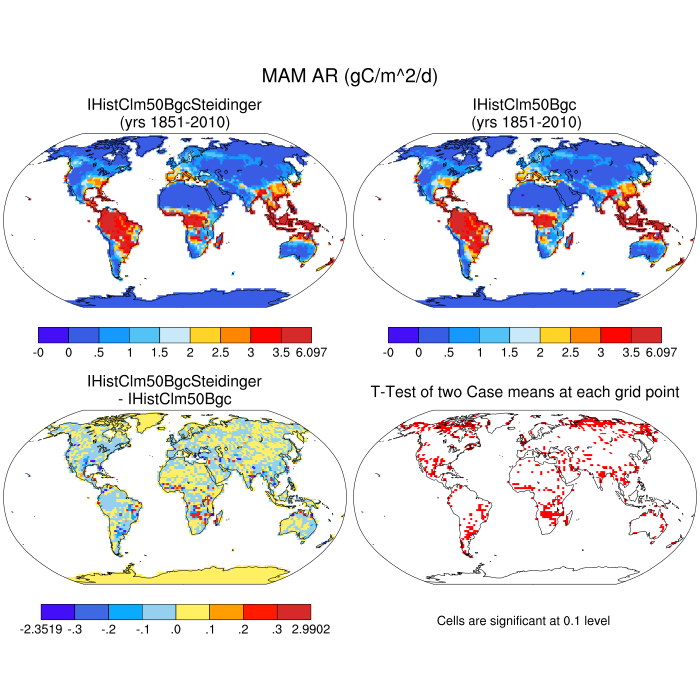 MAM AR (gC/m^2/d)
IHistClm50BgcSteidinger
(yrs 1851-2010)
IHistClm50Bgc
(yrs 1851-2010)
-0 0 .5 1 1.5 2 2.5 3 3.5 6.097
-0 0 .5 1 1.5 2 2.5 3 3.5 6.097
IHistClm50BgcSteidinger
- IHistClm50Bgc
T-Test of two Case means at each grid point
-2.3519 -.3 -.2 -.1 .0 .1 .2 .3 2.9902
Cells are significant at 0.1 level